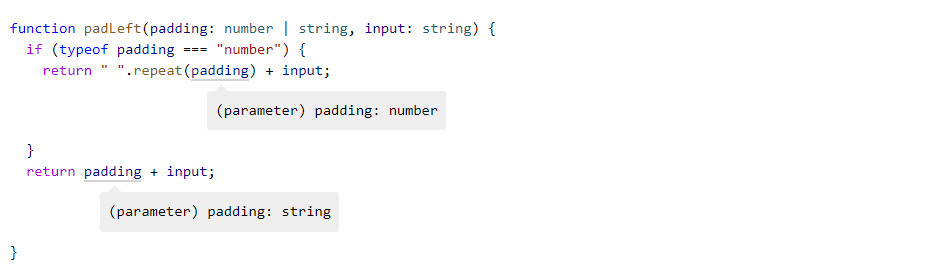 function padLeft(padding: number | string, input: string) {
  if (typeof padding === "number") {
    return " ".repeat(padding) + input;
(parameter) padding: number
  }
  return padding + input;
(parameter) padding: string
}